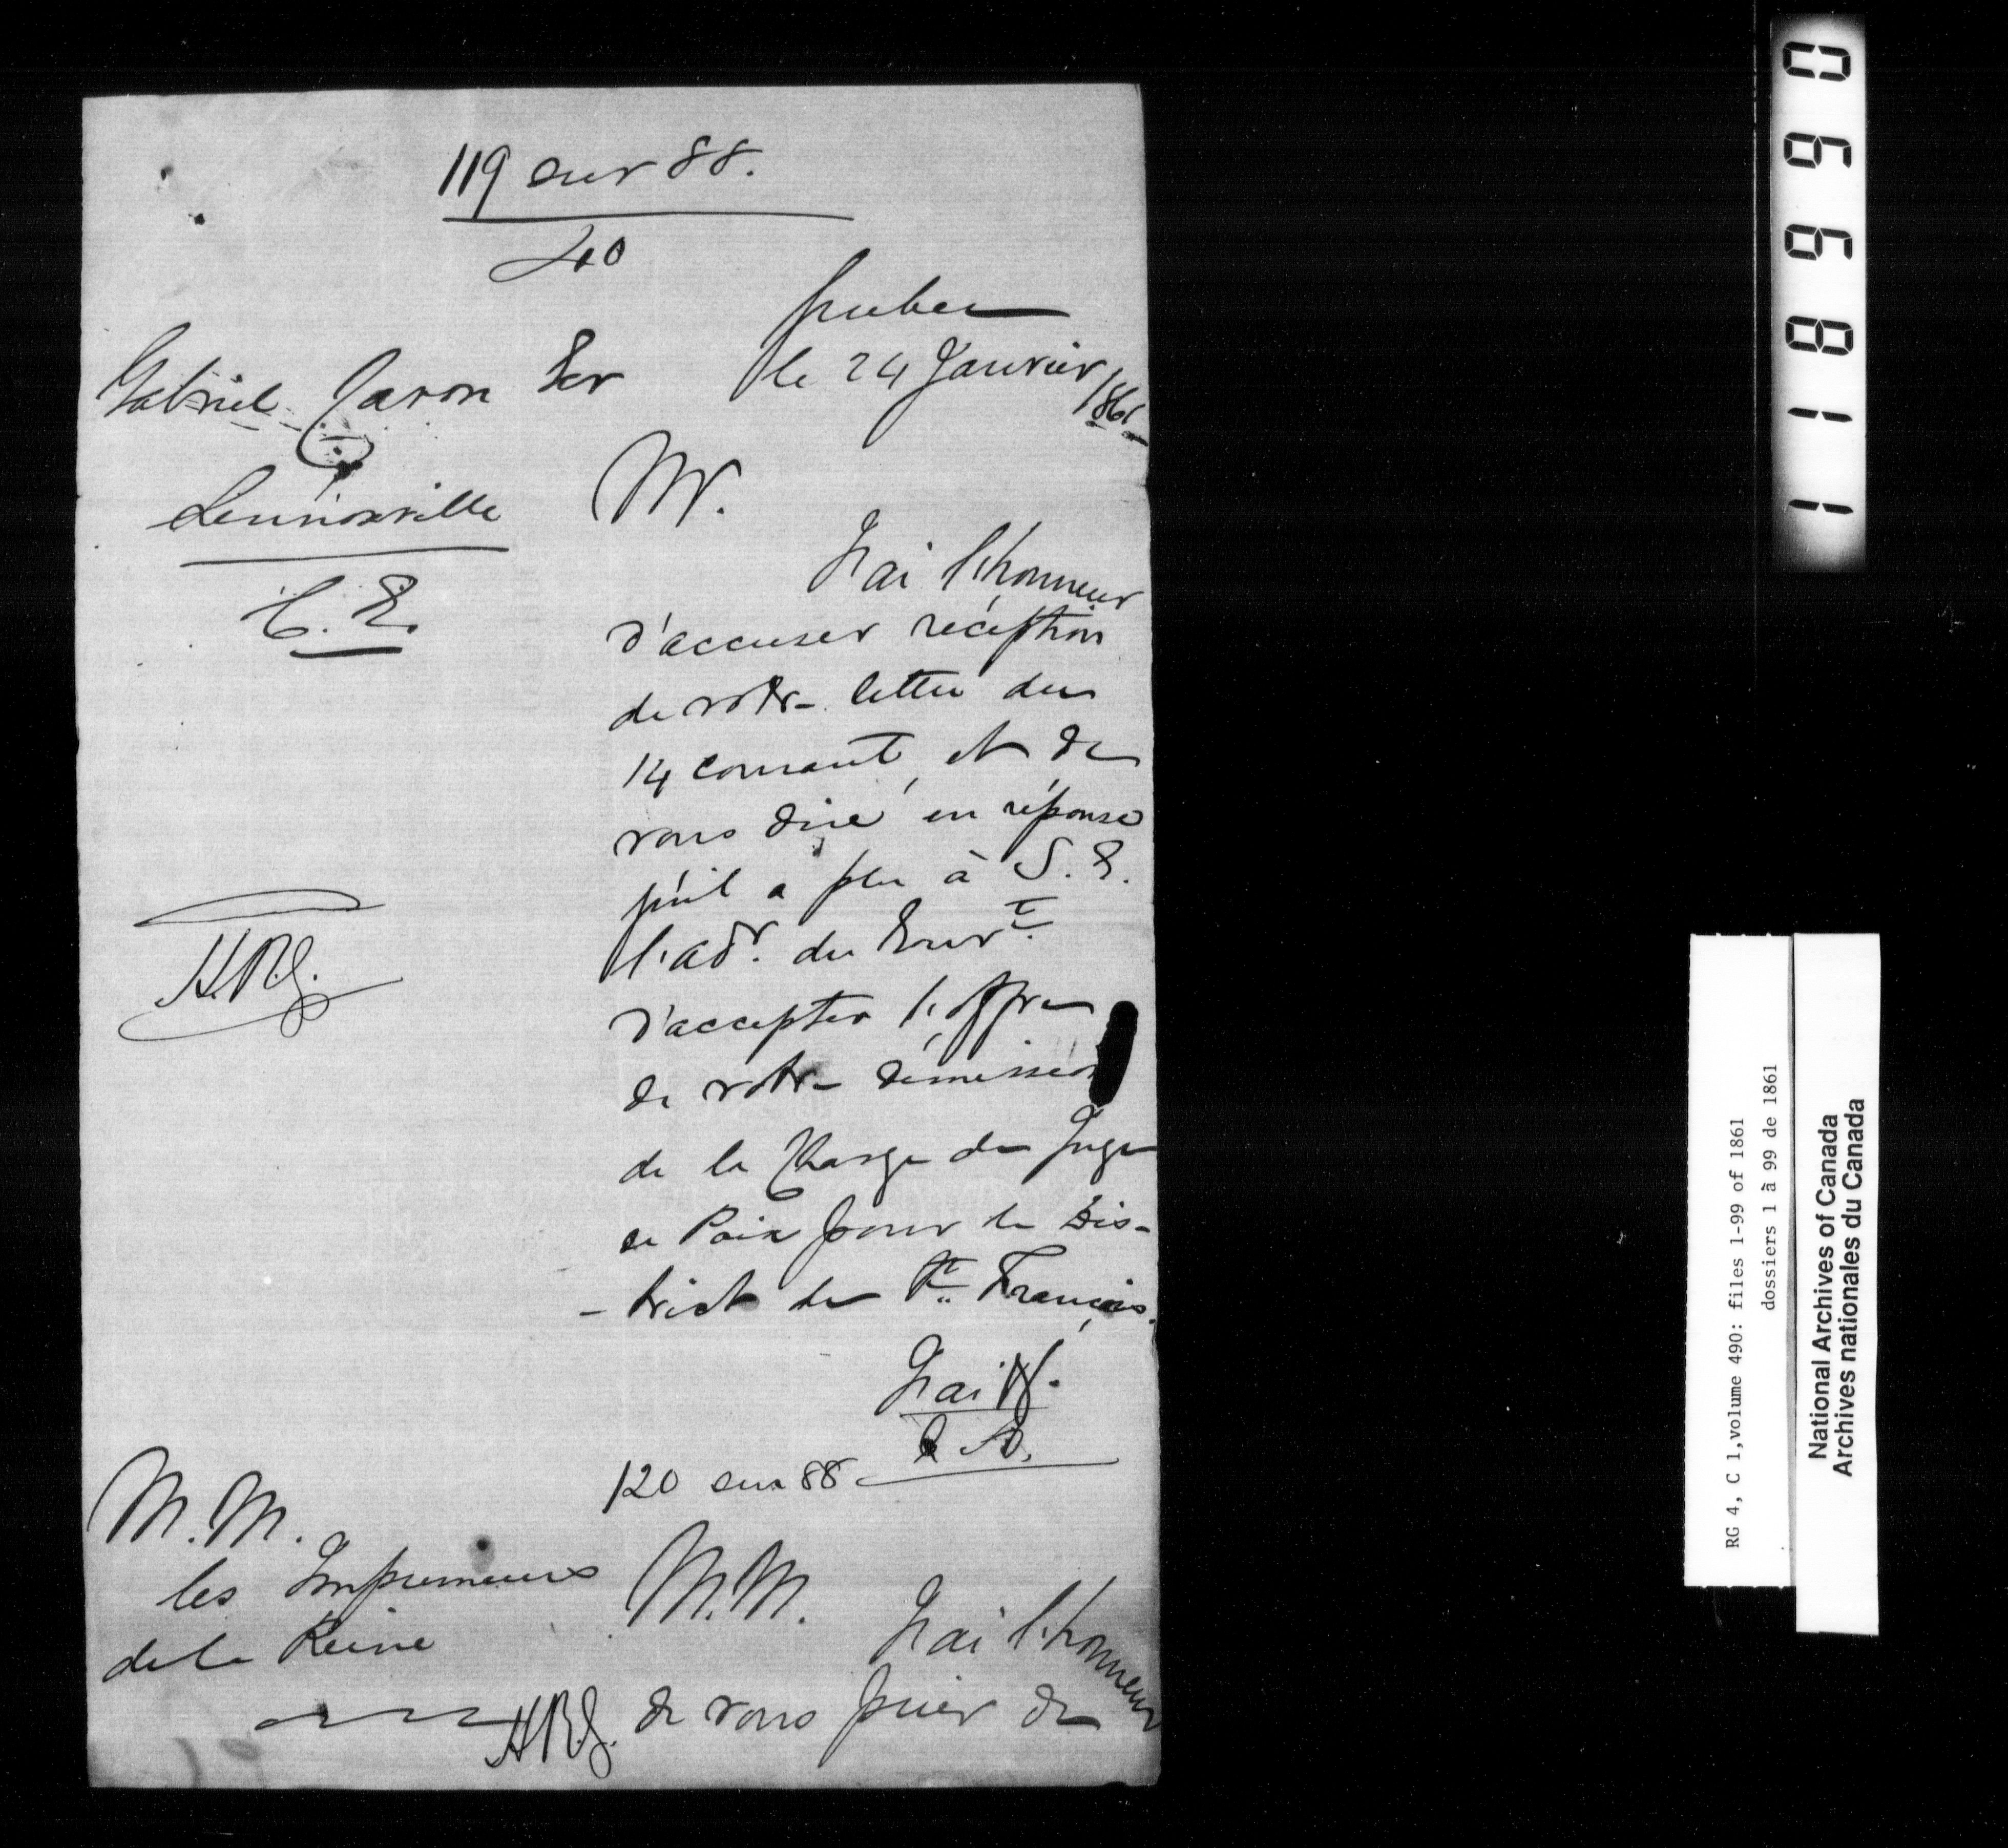 119 sur 88.
40
Quebec
le 24 Janvier 1861
Gabriel Caron Ecr
Lennoxville
C. E.
Mr.
J'ai l'honneur
d'accuser réception
de votre lettre du
14 courant, et de
vous dire, en réponse
qu'il a plu à S. E.
l'adr. du Gouvt.
d'accepter l'offre
de votre démission
de la Charge de Juge
de Paix pour le Dis-
-trict de St. François.
J'ai
120 sur 88
M.M.
les Imprimeurs
de la Reine
M.M.
J'ai l'honneur
de vous prier de
118990
RG 4, C 1,volume 490: files 1-99 of 1861
dossiers 1 à 99 de 1861
National Archives of Canada
Archives nationales du Canada